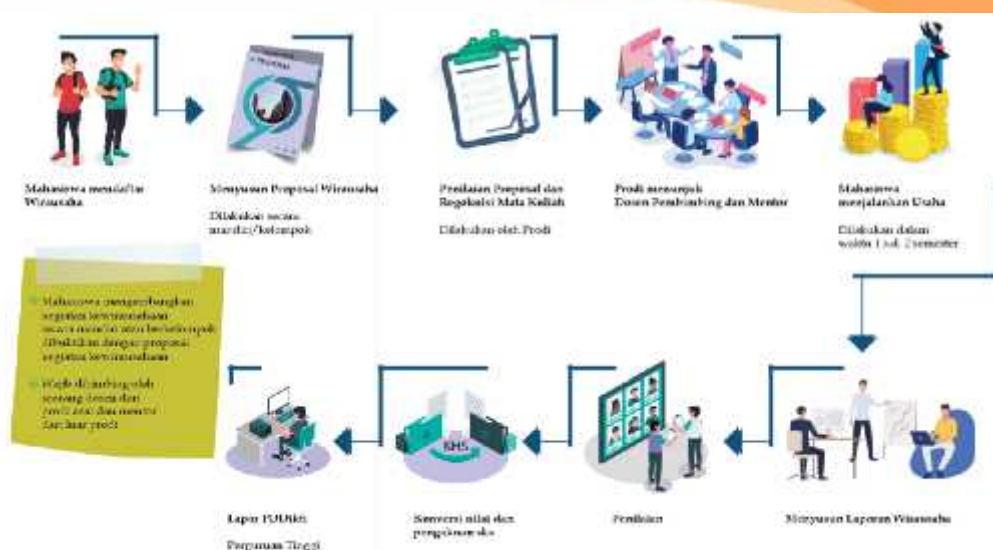 Mahasiswa mendaftar
Wirausaha
PROPOSAL
Menyusun Proposal Wirausaha
Dilakukan secara
mandiri/kelompok
Penilaian Proposal dan
Rekognisi Mata Kuliah
Dilakukan oleh Prodi
Prodi menunjuk
Dosen Pembimbing dan Mentor
Mahasiswa
menjalankan Usaha
Dilakukan dalam
waktu 1 s.d. 2 semester
Mahasiswa mengembangkan
kegiatan kewirausahaan
secara mandiri atau berkelompok
dibuktikan dengan proposal
kegiatan kewirausahaan
Wajib dibimbing oleh
seorang dosen dari
prodi asal dan mentor
dari luar prodi
KHS
Lapor PDDikti
Perguruan Tinggi
Konversi nilai dan
pengakuan sks
Penilaian
Menyusun Laporan Wirausaha